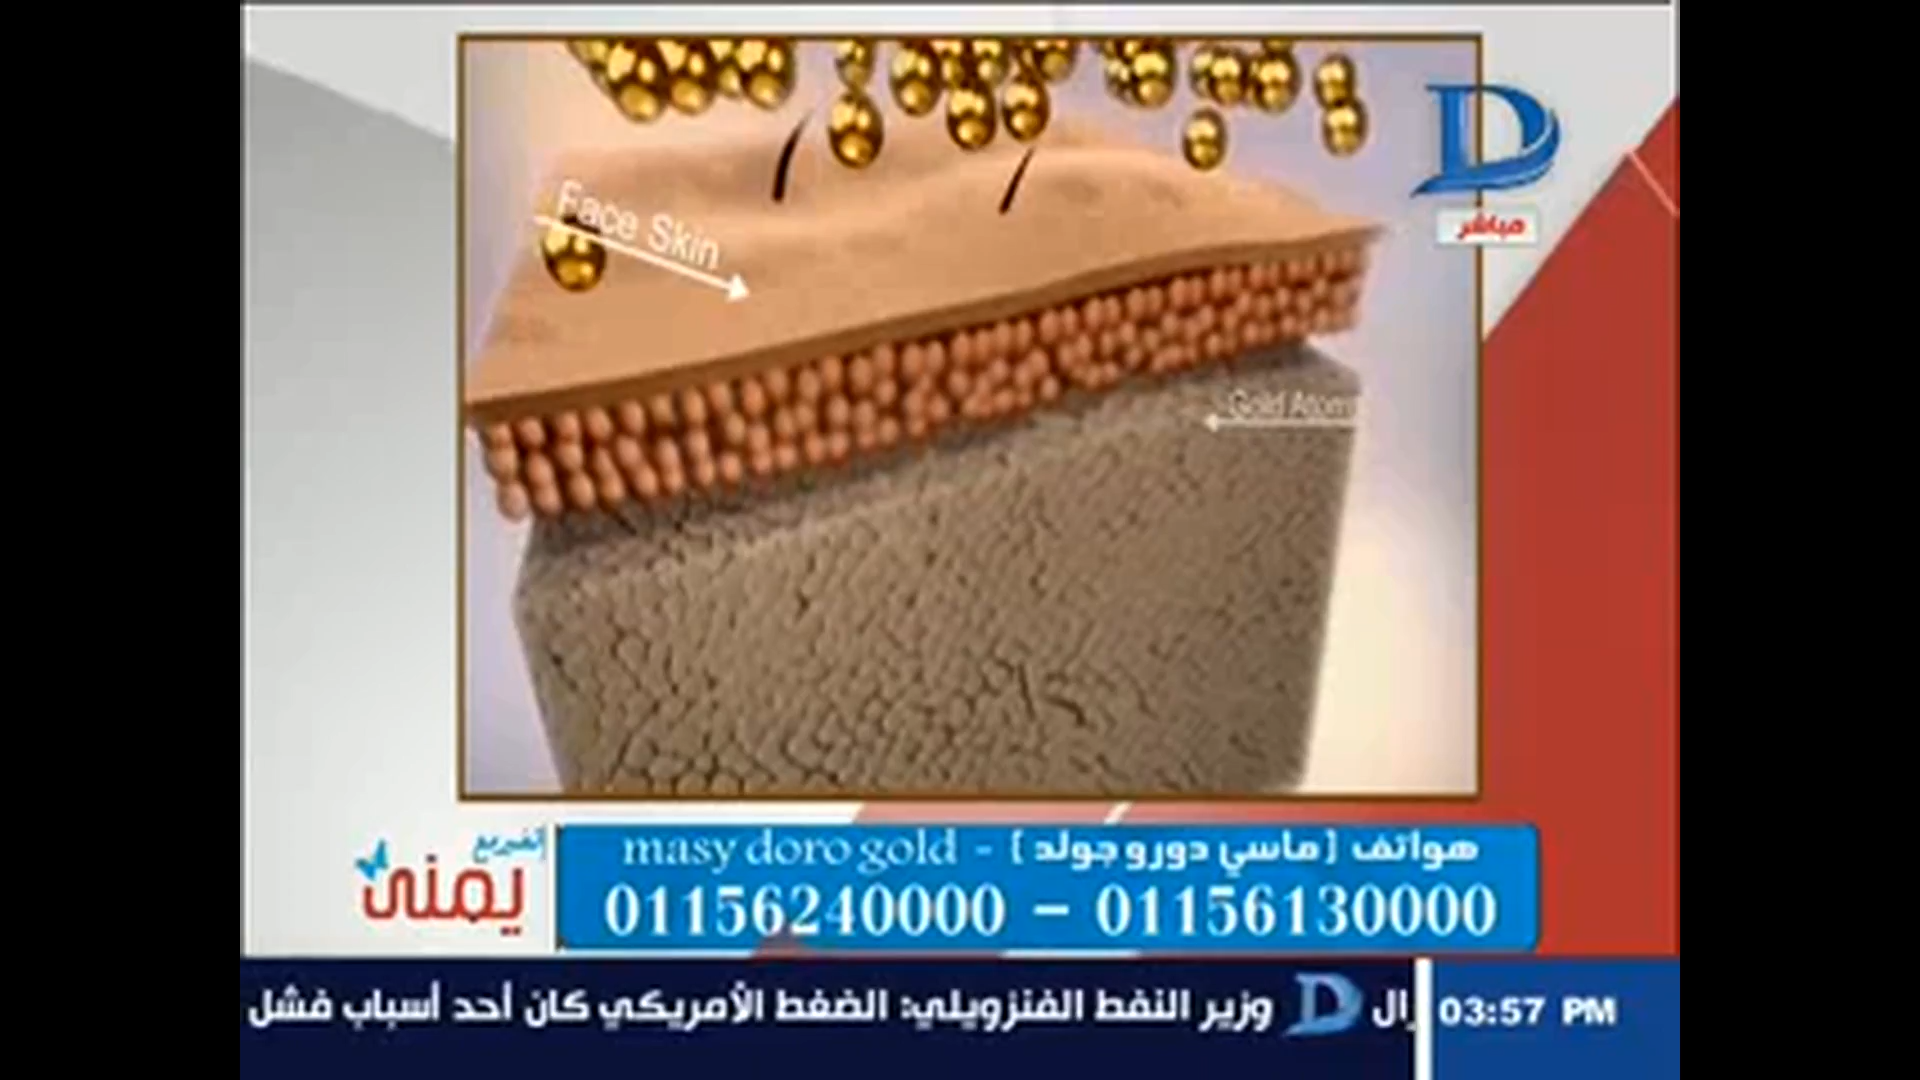 Face Skin
D
مباشر
Gold Atom
هواتف [ماسي دورو جولد] - masy doro gold
01156240000 - 01156130000
يمنى
وزير النفط الفنزويلي: الضغط الأمريكي كان أحد أسباب فشل
03:57 PM